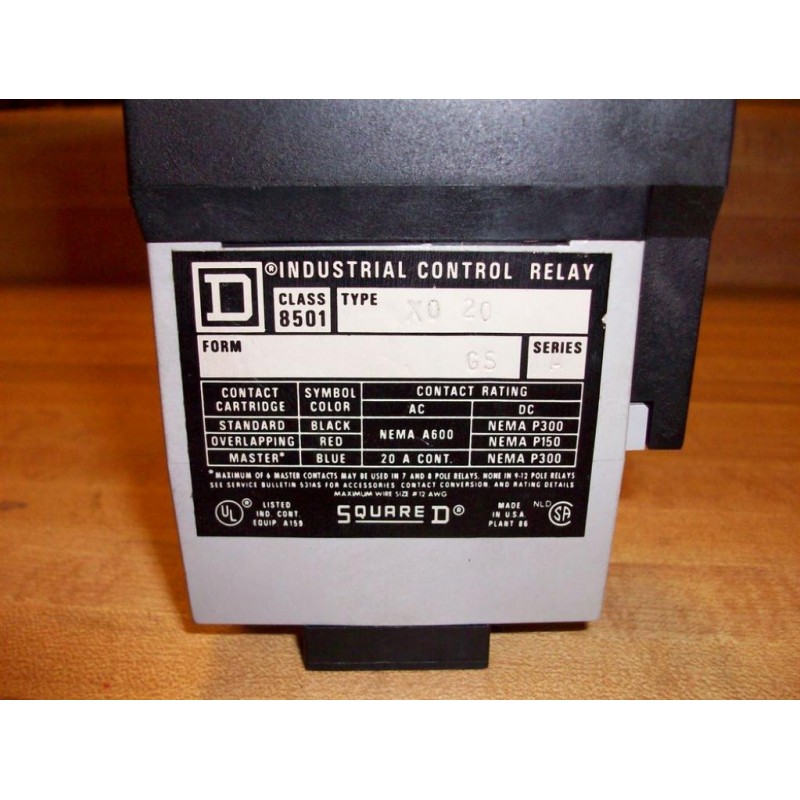 D ® INDUSTRIAL CONTROL RELAY
CLASS 8501 TYPE XO 20
FORM GS SERIES -
CONTACT CARTRIDGE SYMBOL COLOR CONTACT RATING
AC DC
STANDARD BLACK NEMA A600 NEMA P300
OVERLAPPING RED NEMA P150
MASTER* BLUE 20 A CONT. NEMA P300
*MAXIMUM OF 6 MASTER CONTACTS MAY BE USED IN 7 AND 8 POLE RELAYS. NONE IN 9-12 POLE RELAYS
SEE SERVICE BULLETIN 531AS FOR ACCESSORIES CONTACT CONVERSION AND RATING DETAILS
MAXIMUM WIRE SIZE #12 AWG
UL ® LISTED IND. CONT. EQUIP. A159
SQUARE D ®
MADE IN U.S.A. PLANT 86
NLD SA